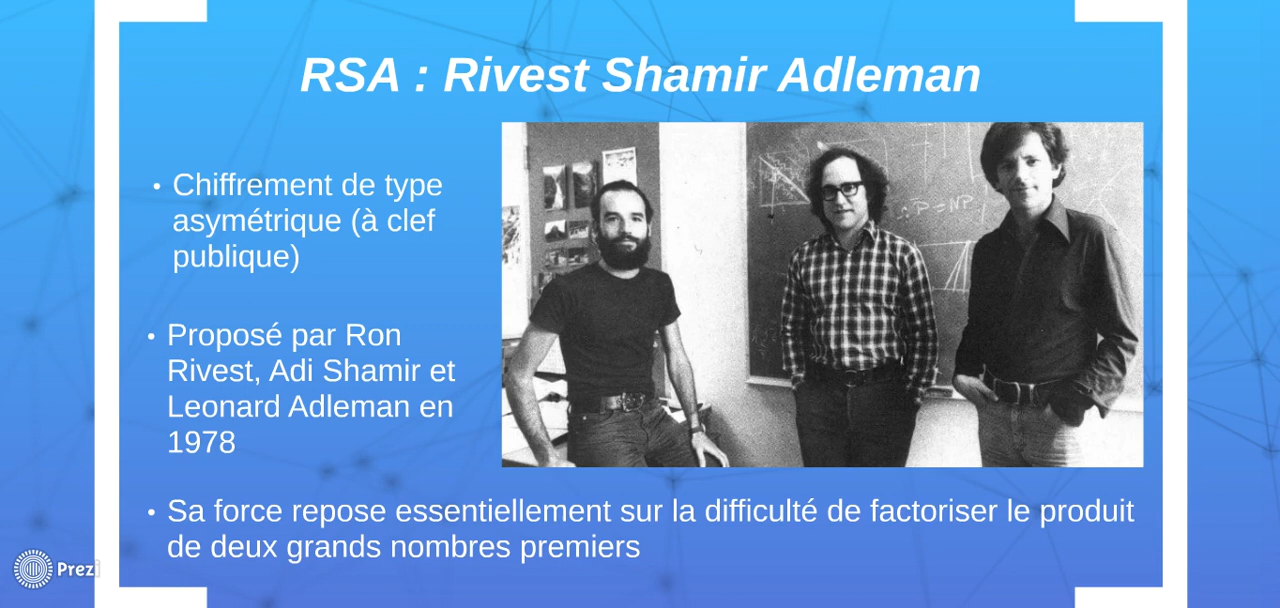 RSA : Rivest Shamir Adleman
• Chiffrement de type
asymétrique (à clef
publique)
• Proposé par Ron
Rivest, Adi Shamir et
Leonard Adleman en
1978
∴ P = NP
• Sa force repose essentiellement sur la difficulté de factoriser le produit
de deux grands nombres premiers
Prezi